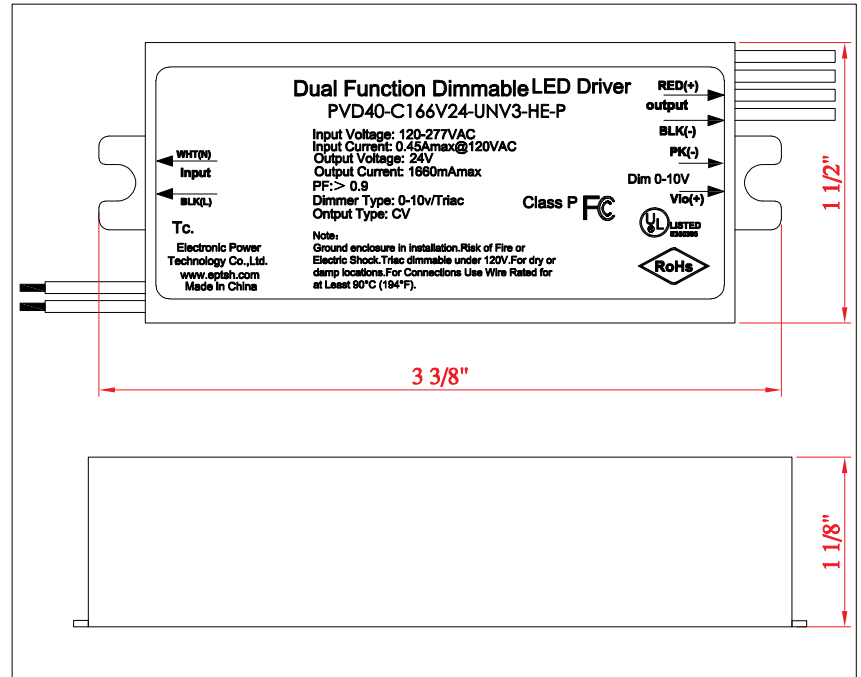 Dual Function Dimmable LED Driver
PVD40-C166V24-UNV3-HE-P
Input Voltage: 120-277VAC
Input Current: 0.45Amax@120VAC
Output Voltage: 24V
Output Current: 1660mAmax
PF:> 0.9
Dimmer Type: 0-10v/Triac
Ontput Type: CV
Note:
Ground enclosure in installation.Risk of Fire or
Electric Shock.Triac dimmable under 120V.For dry or
damp locations.For Connections Use Wire Rated for
at Least 90°C (194°F).
WHT(N)
Input
BLK(L)
Tc.
Electronic Power
Technology Co.,Ltd.
www.eptsh.com
Made In China
RED(+)
output
BLK(-)
PK(-)
Dim 0-10V
Vio(+)
Class P FC
UL LISTED
RoHs
1 1/2"
3 3/8"
1 1/8"